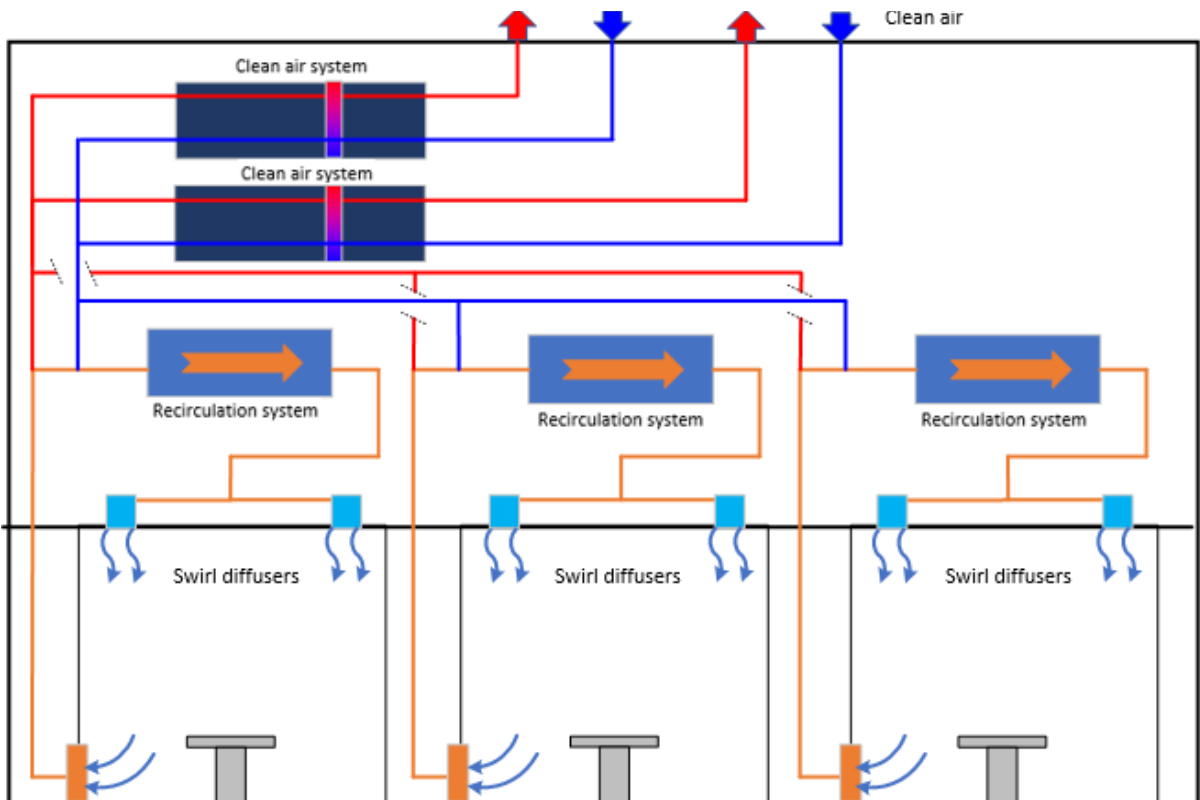 Clean air
Clean air system
Clean air system
Recirculation system
Recirculation system
Recirculation system
Swirl diffusers
Swirl diffusers
Swirl diffusers